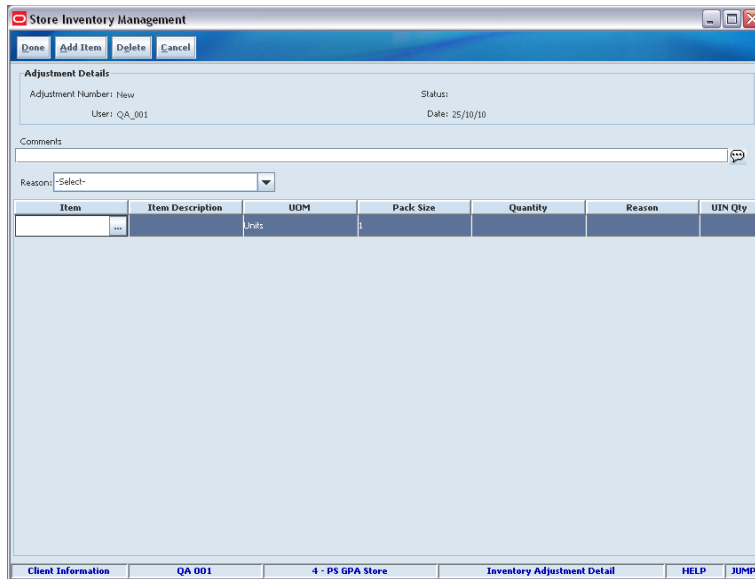 Store Inventory Management
Done Add Item Delete Cancel
Adjustment Details
Adjustment Number: New Status:
User: QA_001 Date: 25/10/10
Comments
Reason: -Select-
Item Item Description UOM Pack Size Quantity Reason UIN Qty
... Units 1
Client Information QA 001 4 - PS GPA Store Inventory Adjustment Detail HELP JUMP